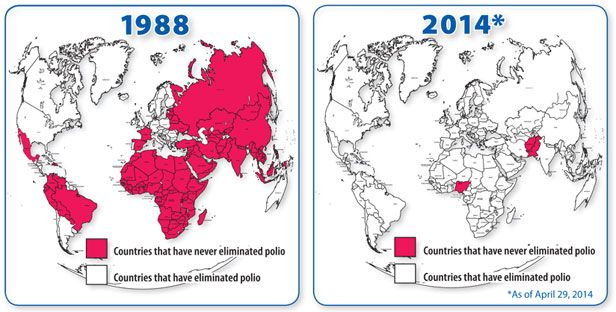 1988
Countries that have never eliminated polio
Countries that have eliminated polio
2014*
Countries that have never eliminated polio
Countries that have eliminated polio
*As of April 29, 2014